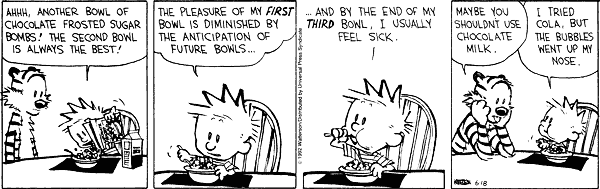 AHHH, ANOTHER BOWL OF
CHOCOLATE FROSTED SUGAR
BOMBS! THE SECOND BOWL
IS ALWAYS THE BEST!
THE PLEASURE OF MY FIRST
BOWL IS DIMINISHED BY
THE ANTICIPATION OF
FUTURE BOWLS...
© 1992 Watterson/Distributed by Universal Press Syndicate
...AND BY THE END OF MY
THIRD BOWL, I USUALLY
FEEL SICK.
MAYBE YOU
SHOULDNT USE
CHOCOLATE
MILK.
I TRIED
COLA, BUT
THE BUBBLES
WENT UP MY
NOSE.
6-18